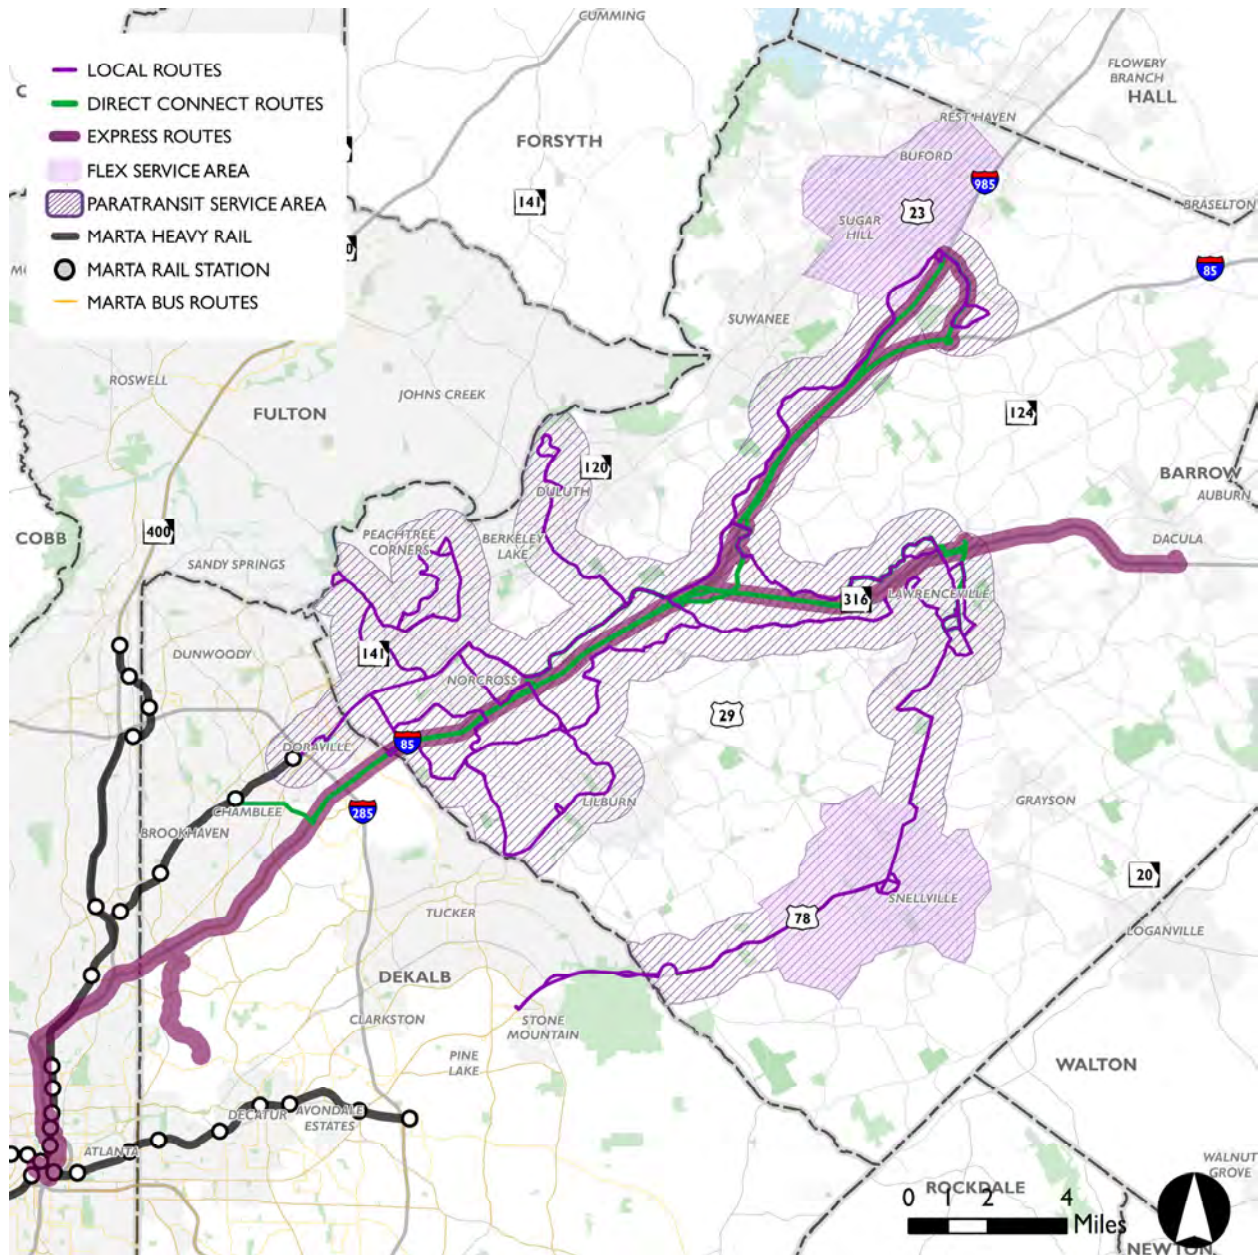 CUMMING
FLOWERY
BRANCH
HALL
LOCAL ROUTES
DIRECT CONNECT ROUTES
EXPRESS ROUTES
FLEX SERVICE AREA
PARATRANSIT SERVICE AREA
MARTA HEAVY RAIL
MARTA RAIL STATION
MARTA BUS ROUTES
C
REST HAVEN
FORSYTH
BUFORD
985
141
23
BRASELTON
SUGAR
HILL
0
85
SUWANEE
ROSWELL
JOHNS CREEK
FULTON
124
120
BARROW
AUBURN
DULUTH
400
COBB
PEACHTREE
CORNERS
BERKELEY
LAKE
DACULA
SANDY SPRINGS
316
LAWRENCEVILLE
141
DUNWOODY
NORCROSS
29
85
DORAVILLE
LILBURN
GRAYSON
CHAMBLEE
285
BROOKHAVEN
20
SNELLVILLE
TUCKER
78
LOGANVILLE
DEKALB
CLARKSTON
STONE
MOUNTAIN
PINE
LAKE
WALTON
DECATUR
AVONDALE
ESTATES
ATLANTA
WALNUT
GROVE
ROCKDALE
0 1 2 4
Miles
NEWTON